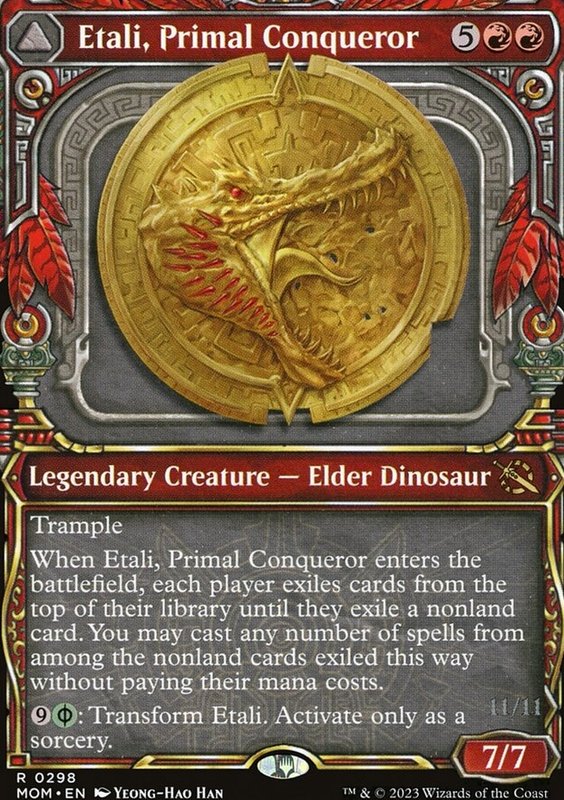 Etali, Primal Conqueror 5
Legendary Creature — Elder Dinosaur
Trample
When Etali, Primal Conqueror enters the
battlefield, each player exiles cards from the
top of their library until they exile a nonland
card. You may cast any number of spells from
among the nonland cards exiled this way
without paying their mana costs.
9: Transform Etali. Activate only as a
sorcery.
11/11
7/7
R 0298
MOM • EN Yeong-Hao Han
™ & © 2023 Wizards of the Coast